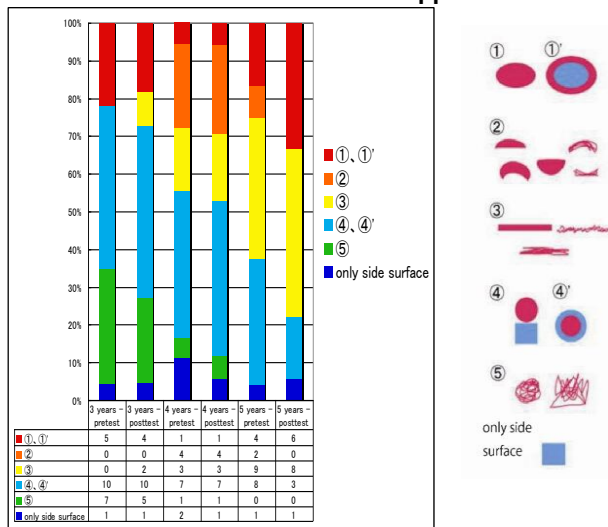 100%
90%
80%
70%
60%
50%
40%
30%
20%
10%
0%
①、①'
②
③
④、④'
⑤
only side surface
3 years - pretest 3 years - posttest 4 years - pretest 4 years - posttest 5 years - pretest 5 years - posttest
①、①' 5 4 1 1 4 6
② 0 0 4 4 2 0
③ 0 2 3 3 9 8
④、④' 10 10 7 7 8 3
⑤ 7 5 1 1 0 0
only side surface 1 1 2 1 1 1
① ①'
②
③
④ ④'
⑤
only side
surface